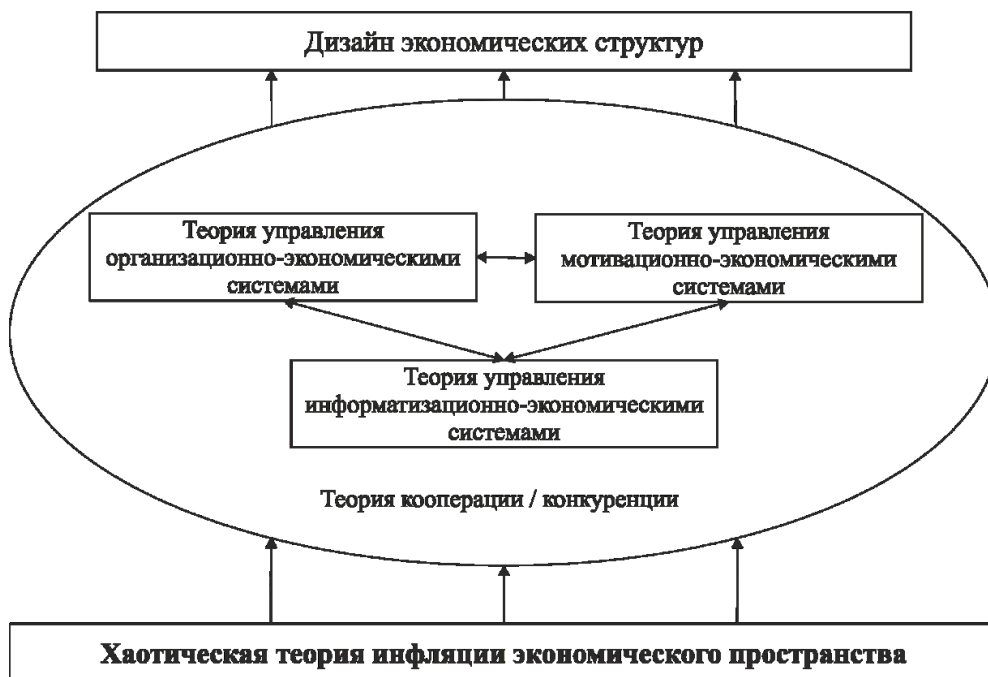 Дизайн экономических структур
Теория управления
организационно-экономическими
системами
Теория управления
мотивационно-экономическими
системами
Теория управления
информатизационно-экономическими
системами
Теория кооперации / конкуренции
Хаотическая теория инфляции экономического пространства